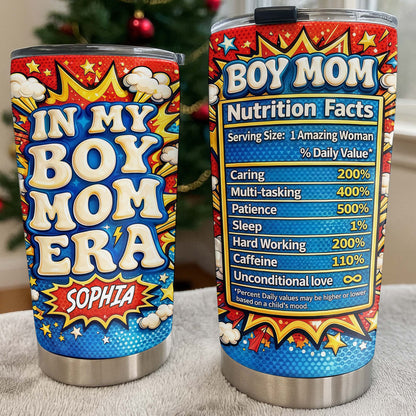 IN MY
BOY
MOM
ERA
SOPHIA
BOY MOM
Nutrition Facts
Serving Size: 1 Amazing Woman
% Daily Value*
Caring 200%
Multi-tasking 400%
Patience 500%
Sleep 1%
Hard Working 200%
Caffeine 110%
Unconditional love ∞
*Percent Daily values may be higher or lower
based on a child's mood